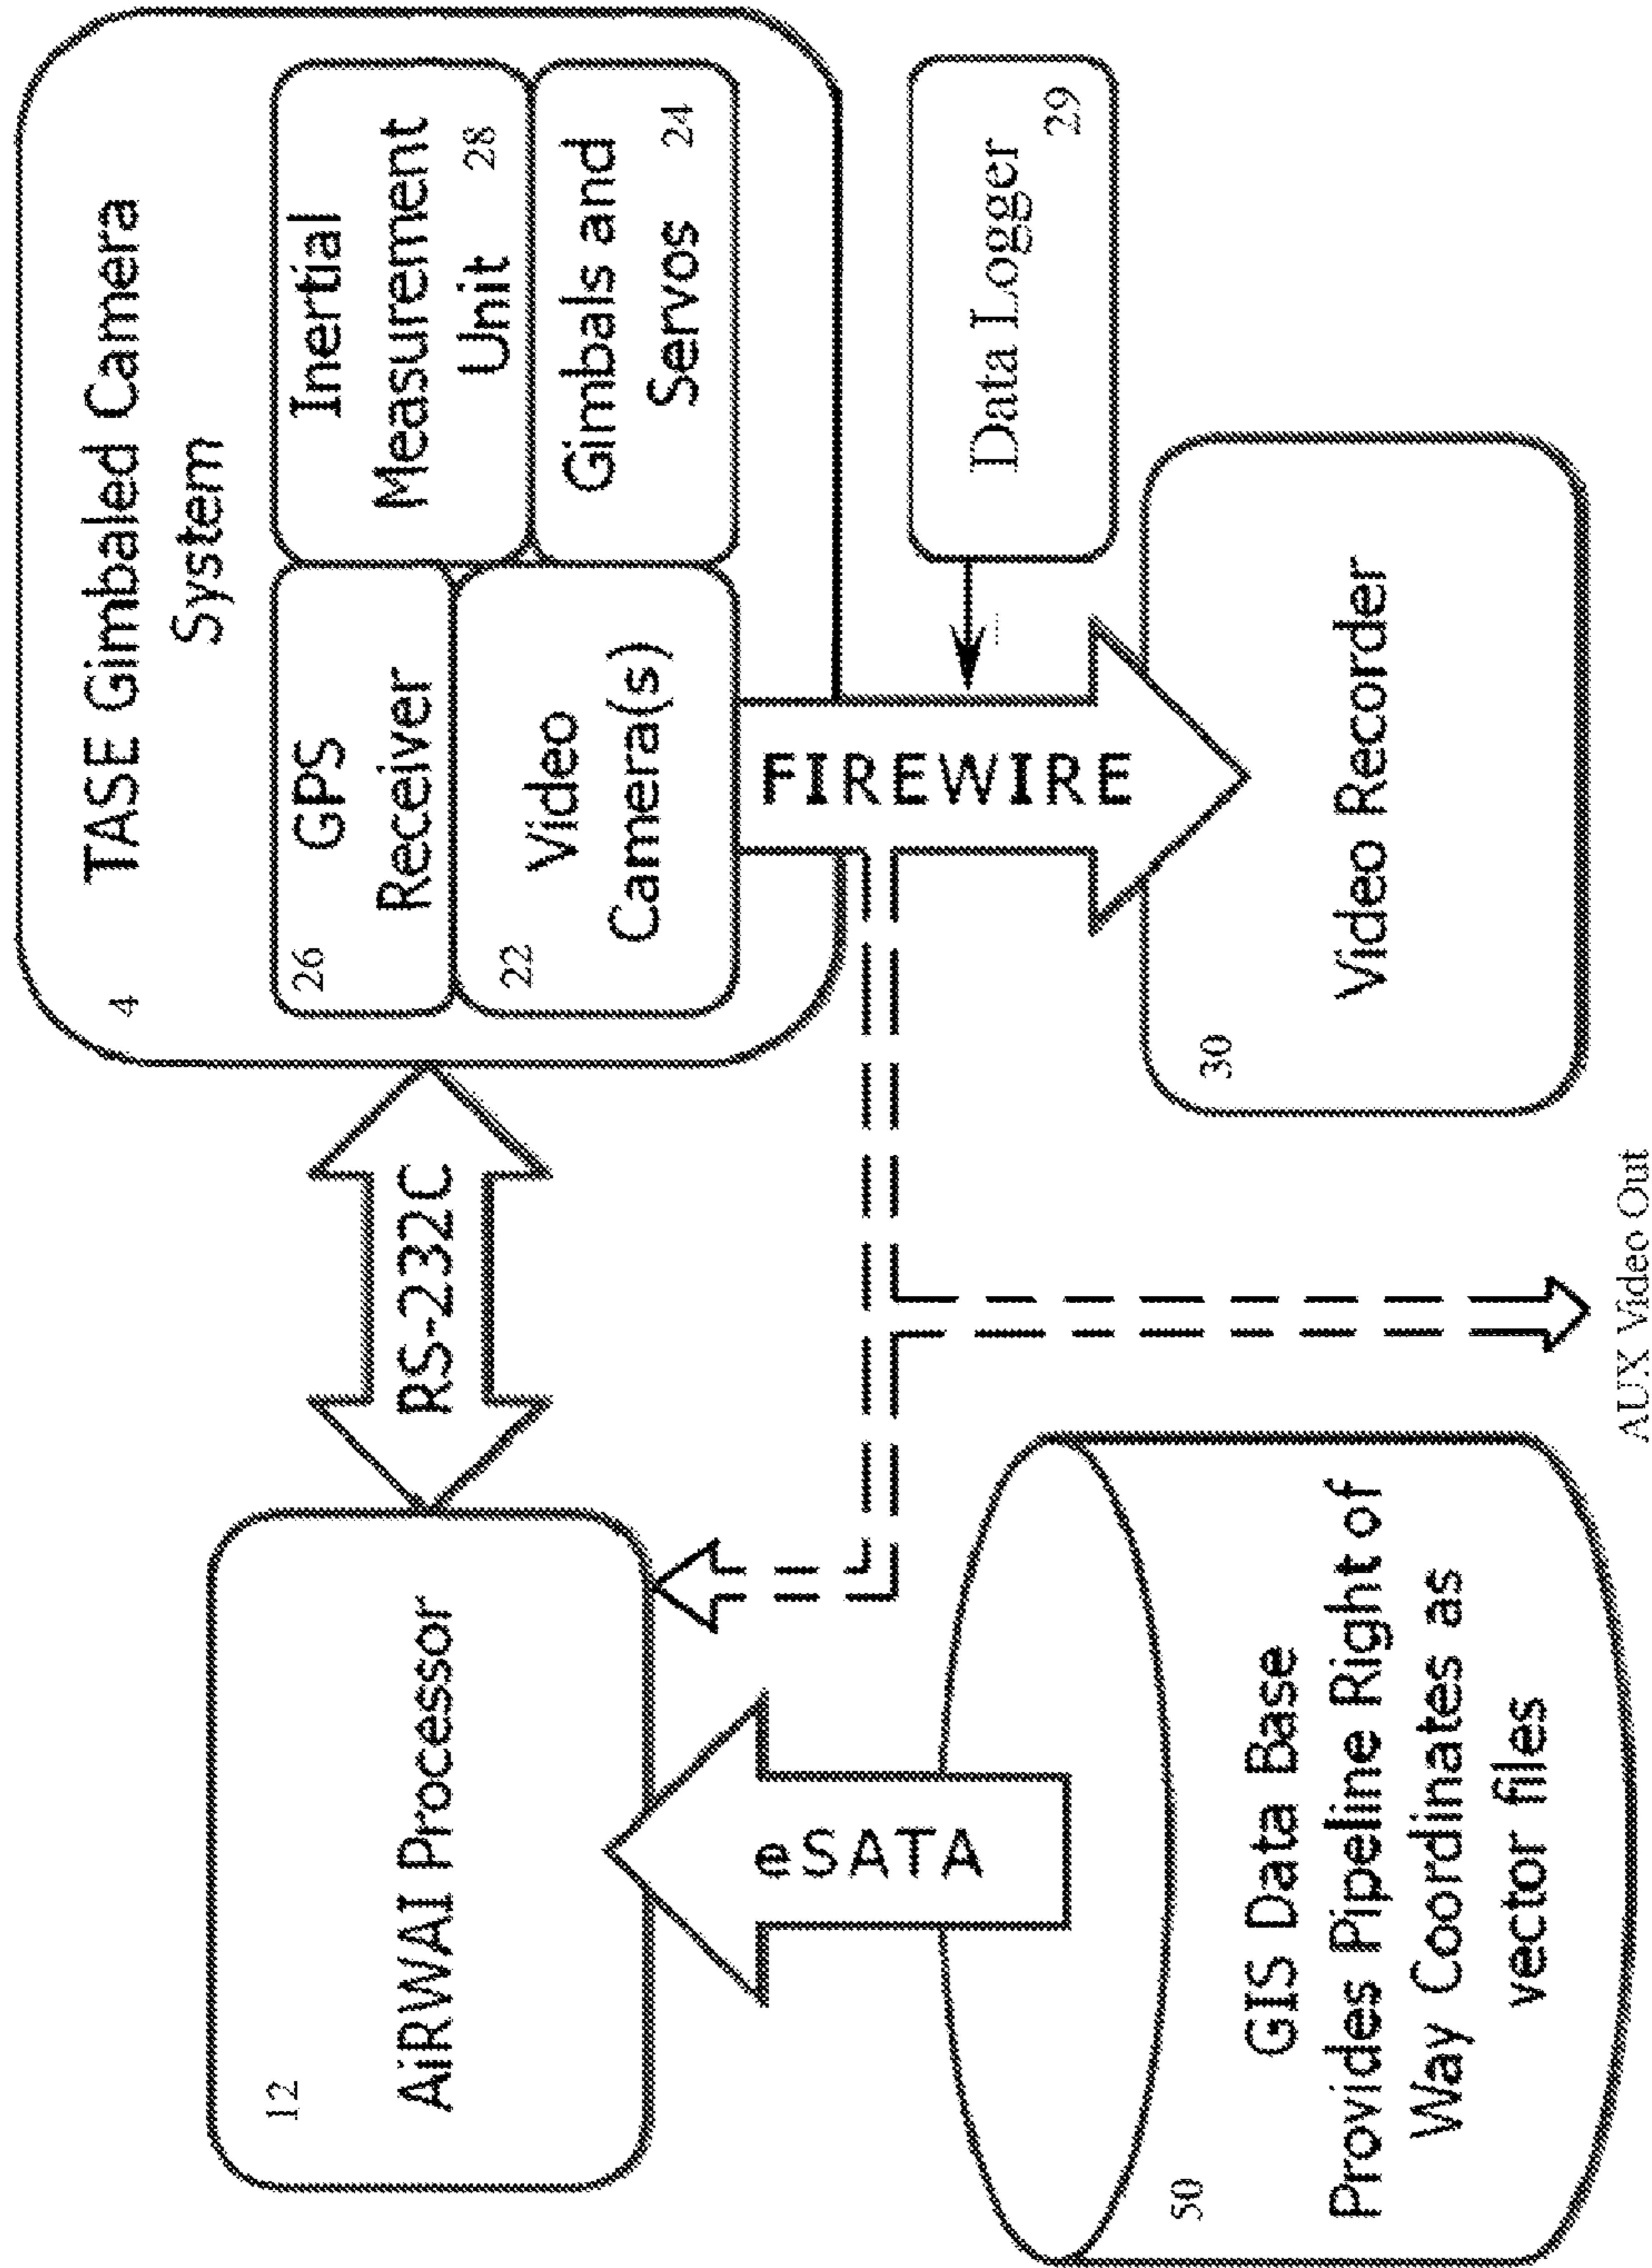 12
AiRWAI Processor
RS-232C
4
TASE Gimbaled Camera
System
26
GPS
Receiver
Inertial
Measurement
Unit
28
22
Video
Camera(s)
Gimbals and
Servos
24
eSATA
FIREWIRE
Data Logger
29
50
GIS Data Base
Provides Pipeline Right of
Way Coordinates as
vector files
30
Video Recorder
AUX Video Out